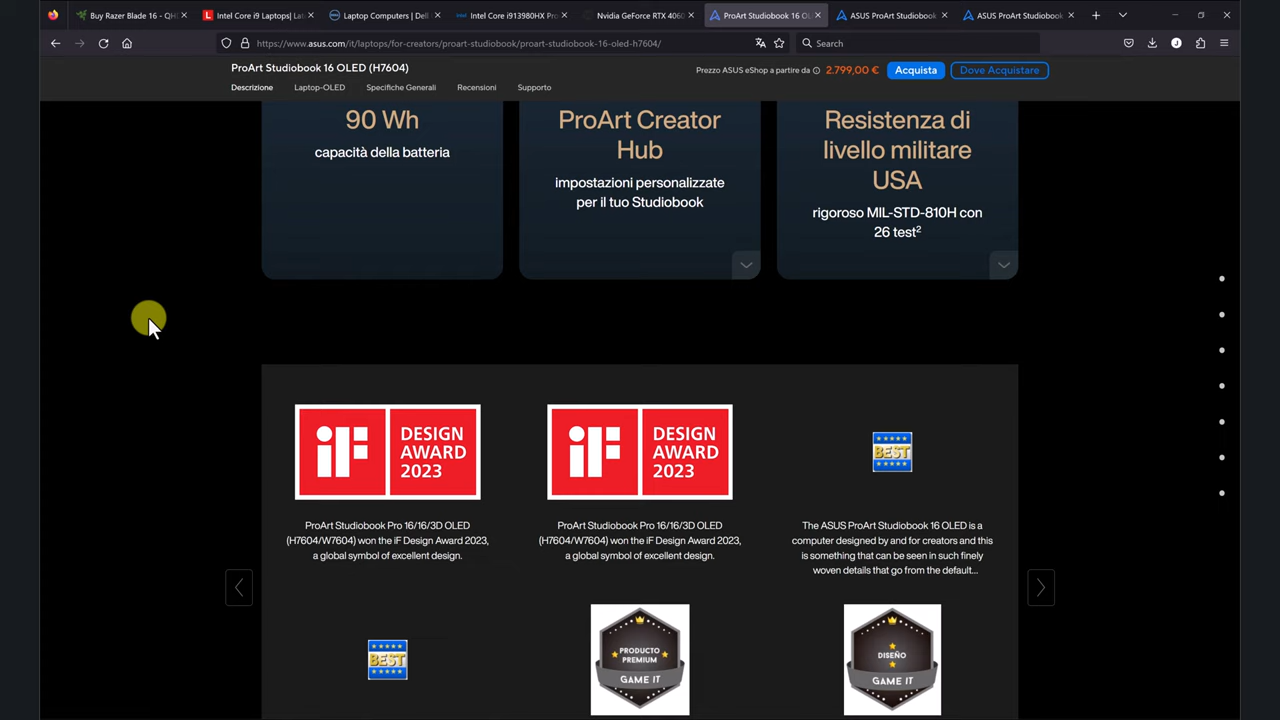 Buy Razer Blade 16 - QH
Intel Core i9 Laptops| Lat
Laptop Computers | Dell
Intel Core i913980HX Pro
Nvidia GeForce RTX 4060
ProArt Studiobook 16 OL
ASUS ProArt Studiobook
ASUS ProArt Studiobook
https://www.asus.com/it/laptops/for-creators/proart-studiobook/proart-studiobook-16-oled-h7604/
Search
ProArt Studiobook 16 OLED (H7604)
Prezzo ASUS eShop a partire da 2.799,00 €
Acquista
Dove Acquistare
Descrizione
Laptop-OLED
Specifiche Generali
Recensioni
Supporto
90 Wh
capacità della batteria
ProArt Creator
Hub
impostazioni personalizzate
per il tuo Studiobook
Resistenza di
livello militare
USA
rigoroso MIL-STD-810H con
26 test²
iF
DESIGN
AWARD
2023
ProArt Studiobook Pro 16/16/3D OLED
(H7604/W7604) won the iF Design Award 2023,
a global symbol of excellent design.
iF
DESIGN
AWARD
2023
ProArt Studiobook Pro 16/16/3D OLED
(H7604/W7604) won the iF Design Award 2023,
a global symbol of excellent design.
BEST
The ASUS ProArt Studiobook 16 OLED is a
computer designed by and for creators and this
is something that can be seen in such finely
woven details that go from the default...
BEST
PRODUCTO
PREMIUM
GAME IT
DISEÑO
GAME IT